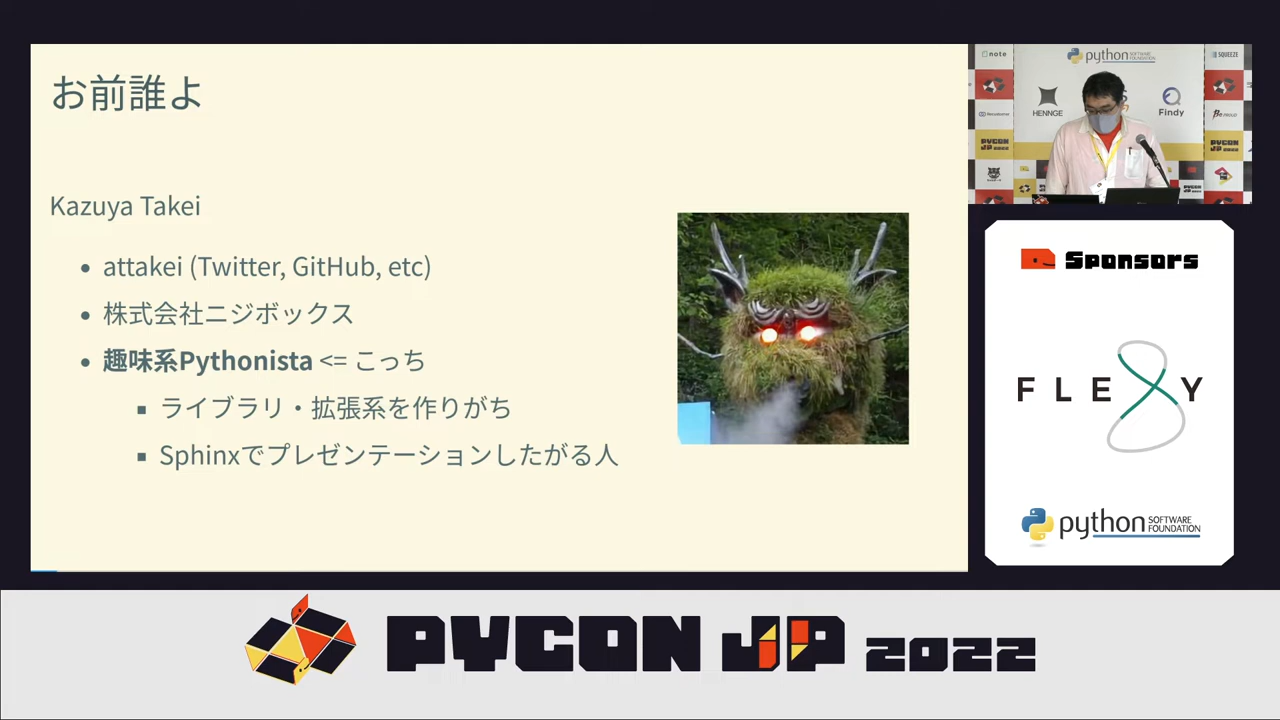 お前誰よ
Kazuya Takei
attakei (Twitter, GitHub, etc)
株式会社ニジボックス
趣味系Pythonista <= こっち
ライブラリ・拡張系を作りがち
Sphinxでプレゼンテーションしたがる人
note
python SOFTWARE FOUNDATION
SQUEEZE
HENNGE
Findy
PYCON JP 2022
PYCON JP 2022
Sponsors
FLEXY
python SOFTWARE FOUNDATION
PYCON JP 2022